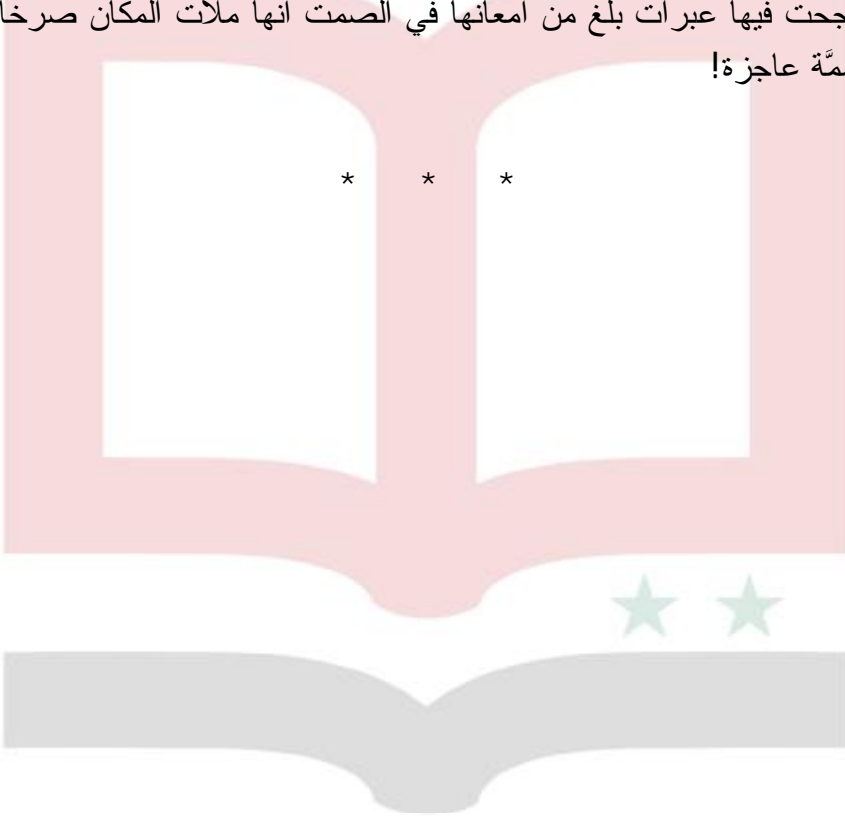 جحت فيها عبرات بلغ من امعانها في الصمت انها ملات المكان صرخا
مَّة عاجزة!
* * *